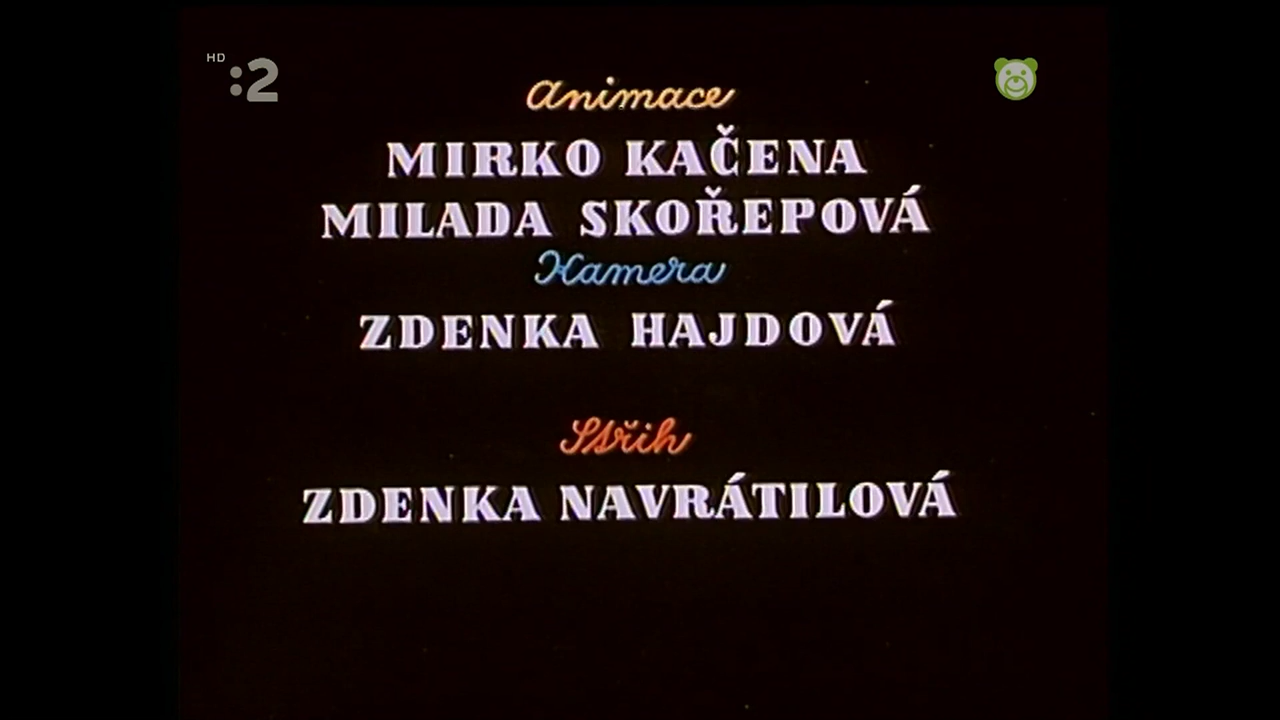 HD
:2
Animace
MIRKO KAČENA
MILADA SKOŘEPOVÁ
Kamera
ZDENKA HAJDOVÁ
Střih
ZDENKA NAVRÁTILOVÁ